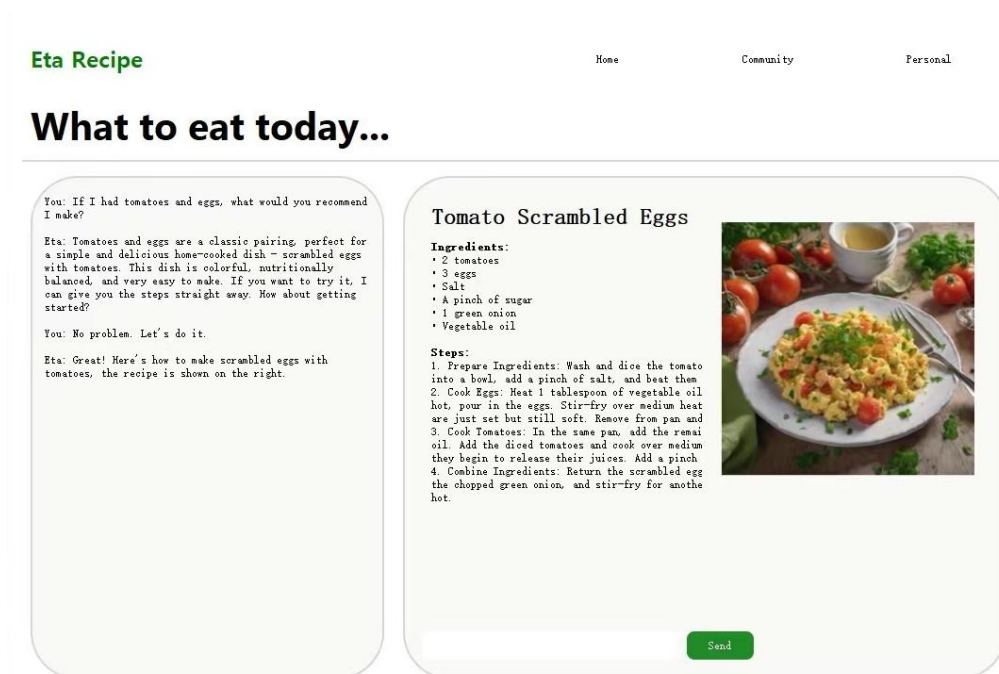 Eta Recipe
Home Community Personal
What to eat today...
You: If I had tomatoes and eggs, what would you recommend
I make?
Eta: Tomatoes and eggs are a classic pairing, perfect for
a simple and delicious home-cooked dish – scrambled eggs
with tomatoes. This dish is colorful, nutritionally
balanced, and very easy to make. If you want to try it, I
can give you the steps straight away. How about getting
started?
You: No problem. Let's do it.
Eta: Great! Here's how to make scrambled eggs with
tomatoes, the recipe is shown on the right.
Tomato Scrambled Eggs
Ingredients:
• 2 tomatoes
• 3 eggs
• Salt
• A pinch of sugar
• 1 green onion
• Vegetable oil
Steps:
1. Prepare Ingredients: Wash and dice the tomato
into a bowl, add a pinch of salt, and beat them
2. Cook Eggs: Heat 1 tablespoon of vegetable oil
hot, pour in the eggs. Stir-fry over medium heat
are just set but still soft. Remove from pan and
3. Cook Tomatoes: In the same pan, add the remai
oil. Add the diced tomatoes and cook over medium
they begin to release their juices. Add a pinch
4. Combine Ingredients: Return the scrambled egg
the chopped green onion, and stir-fry for anothe
hot.
Send